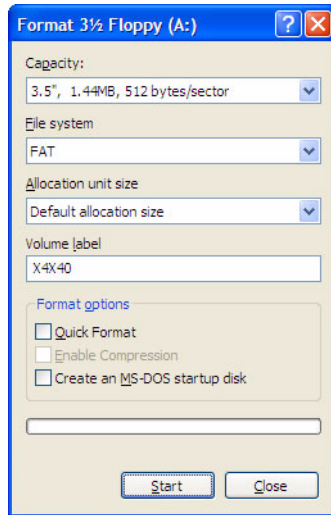 Format 3½ Floppy (A:)
Capacity:
3.5", 1.44MB, 512 bytes/sector
File system
FAT
Allocation unit size
Default allocation size
Volume label
X4X40
Format options
Quick Format
Enable Compression
Create an MS-DOS startup disk
Start Close